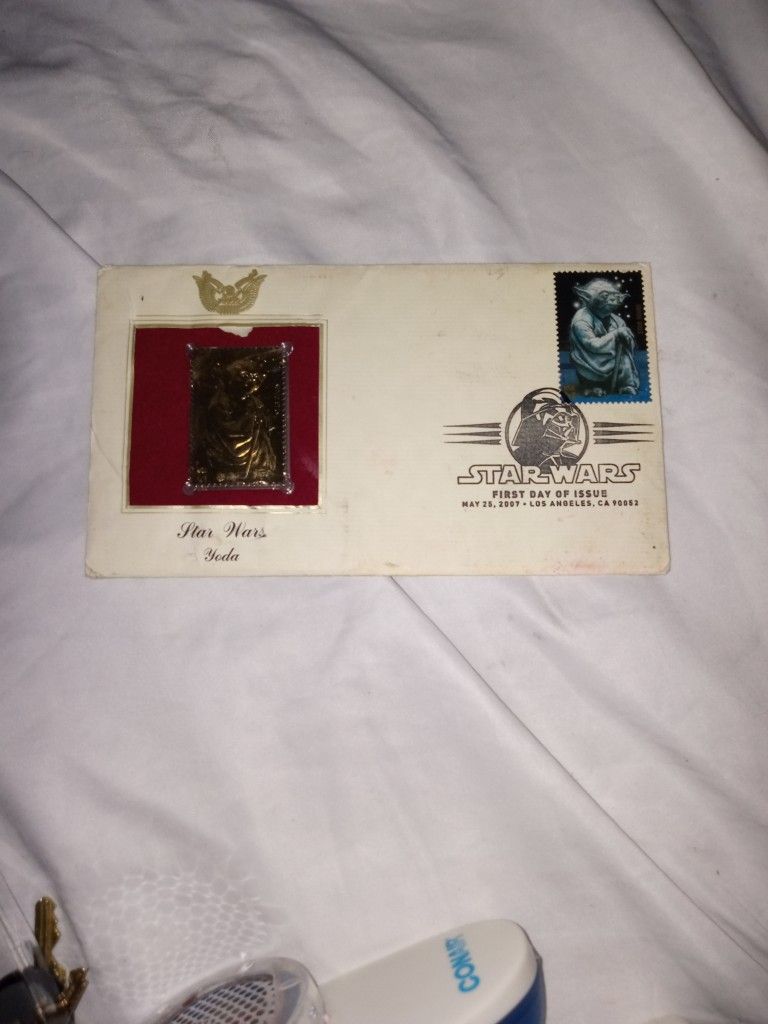 Star Wars
Yoda
STAR WARS
FIRST DAY OF ISSUE
MAY 25, 2007 • LOS ANGELES, CA 90052
CONAIR